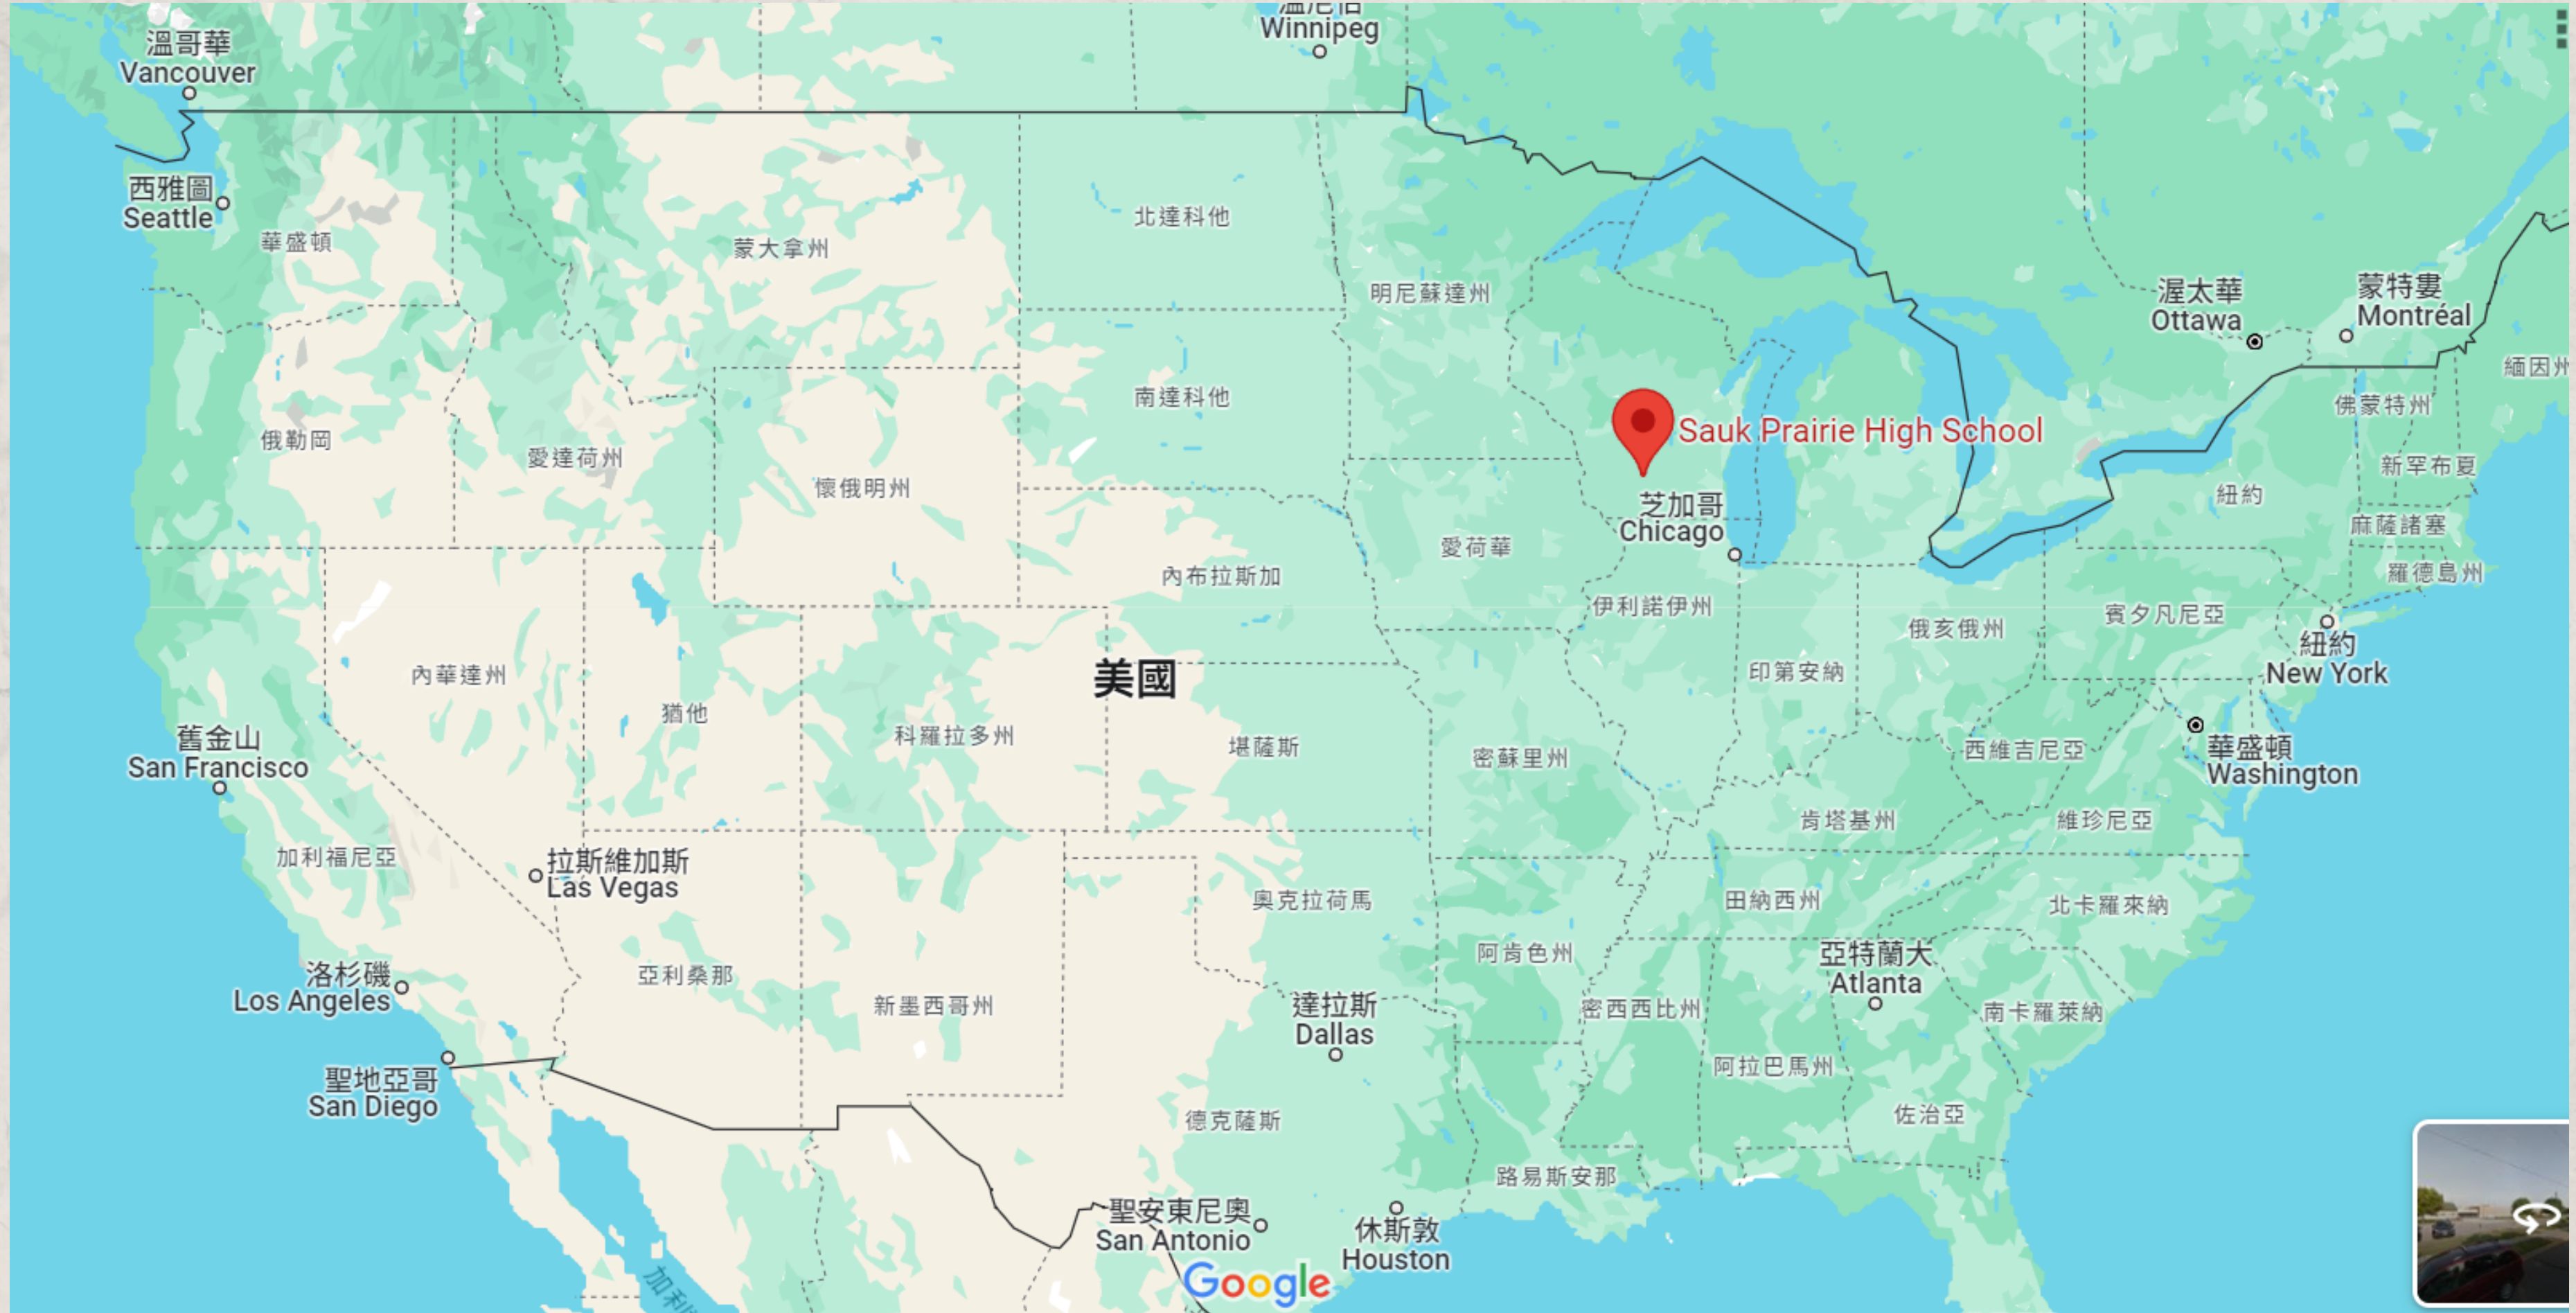 溫尼伯
Winnipeg
溫哥華
Vancouver
西雅圖
Seattle
華盛頓
蒙大拿州
北達科他
明尼蘇達州
渥太華
Ottawa
蒙特婁
Montréal
緬因州
南達科他
佛蒙特州
Sauk Prairie High School
俄勒岡
愛達荷州
懷俄明州
新罕布夏
紐約
芝加哥
Chicago
麻薩諸塞
愛荷華
羅德島州
內布拉斯加
伊利諾伊州
賓夕凡尼亞
俄亥俄州
紐約
New York
內華達州
美國
印第安納
猶他
科羅拉多州
堪薩斯
密蘇里州
西維吉尼亞
華盛頓
Washington
舊金山
San Francisco
肯塔基州
維珍尼亞
加利福尼亞
拉斯維加斯
Las Vegas
奧克拉荷馬
田納西州
北卡羅來納
阿肯色州
亞特蘭大
Atlanta
洛杉磯
Los Angeles
亞利桑那
新墨西哥州
達拉斯
Dallas
密西西比州
南卡羅萊納
聖地亞哥
San Diego
阿拉巴馬州
德克薩斯
佐治亞
路易斯安那
聖安東尼奧
San Antonio
休斯敦
Houston
Google